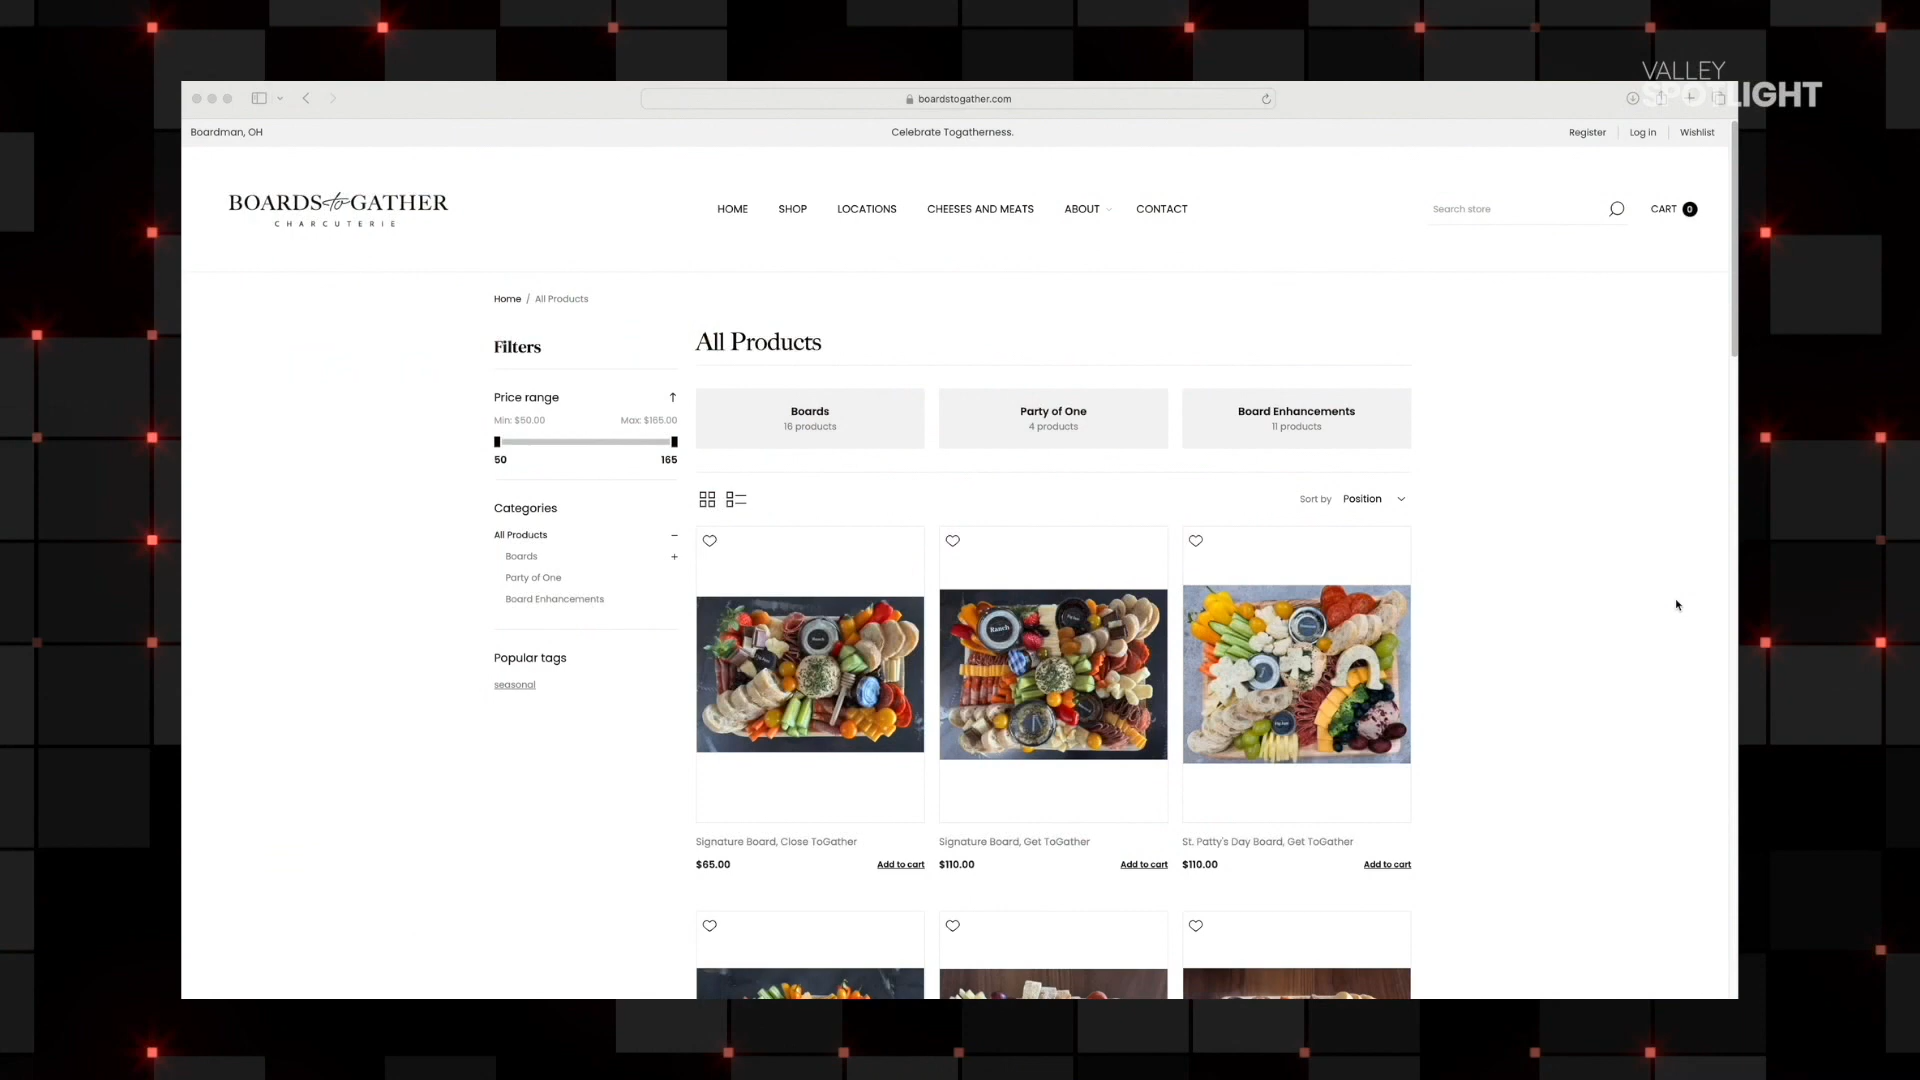 VALLEY
SPOTLIGHT
boardstogather.com
Boardman, OH
Celebrate Togatherness.
Register
Log in
Wishlist
BOARDS to GATHER
CHARCUTERIE
HOME
SHOP
LOCATIONS
CHEESES AND MEATS
ABOUT
CONTACT
Search store
CART 0
Home / All Products
Filters
All Products
Price range
Min: $50.00
Max: $165.00
50
165
Boards
16 products
Party of One
4 products
Board Enhancements
11 products
Categories
All Products
Boards
Party of One
Board Enhancements
Popular tags
seasonal
Sort by Position
Ranch
Signature Board, Close ToGather
$65.00
Add to cart
Signature Board, Get ToGather
$110.00
Add to cart
St. Patty's Day Board, Get ToGather
$110.00
Add to cart